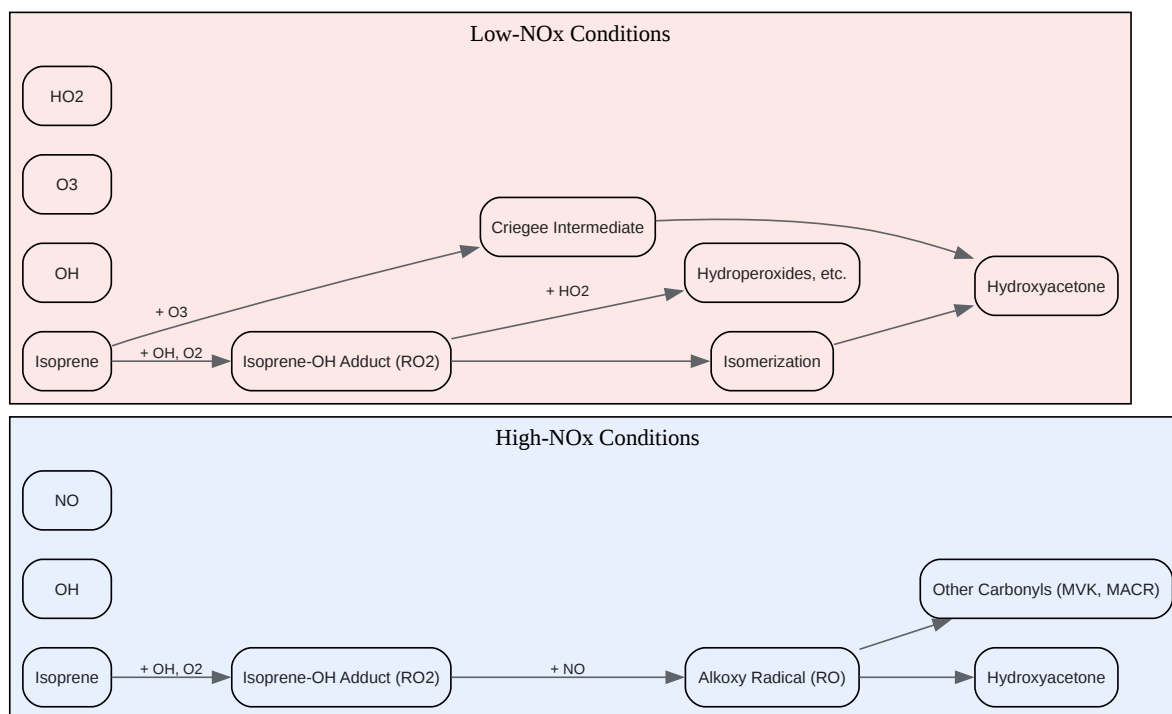 Low-NOx Conditions
HO2
O3
OH
Isoprene
+ O3
+ OH, O2
Isoprene-OH Adduct (RO2)
Criegee Intermediate
+ HO2
Hydroperoxides, etc.
Isomerization
Hydroxyacetone
High-NOx Conditions
NO
OH
Isoprene
+ OH, O2
Isoprene-OH Adduct (RO2)
+ NO
Alkoxy Radical (RO)
Other Carbonyls (MVK, MACR)
Hydroxyacetone